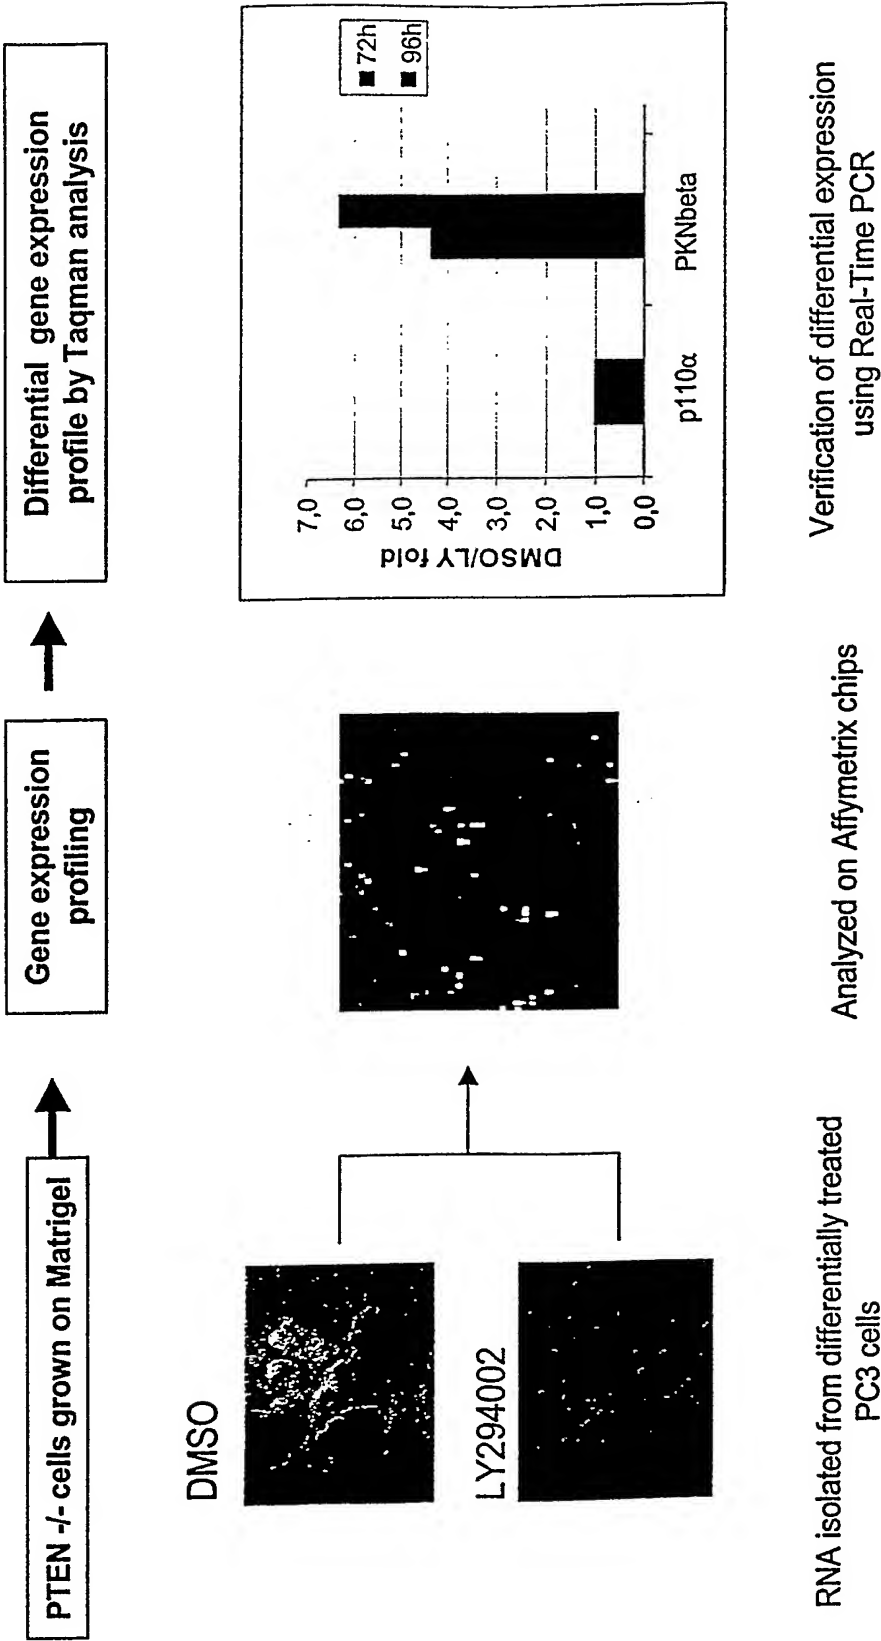 PTEN -/- cells grown on Matrigel
Gene expression
profiling
Differential gene expression
profile by Taqman analysis
DMSO
LY294002
DMSO/LY fold
7,0
6,0
5,0
4,0
3,0
2,0
1,0
0,0
p110α
PKNbeta
72h
96h
RNA isolated from differentially treated
PC3 cells
Analyzed on Affymetrix chips
Verification of differential expression
using Real-Time PCR